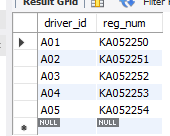 Result Grid Filter
driver_id reg_num
A01 KA052250
A02 KA052251
A03 KA052252
A04 KA052253
A05 KA052254
NULL NULL